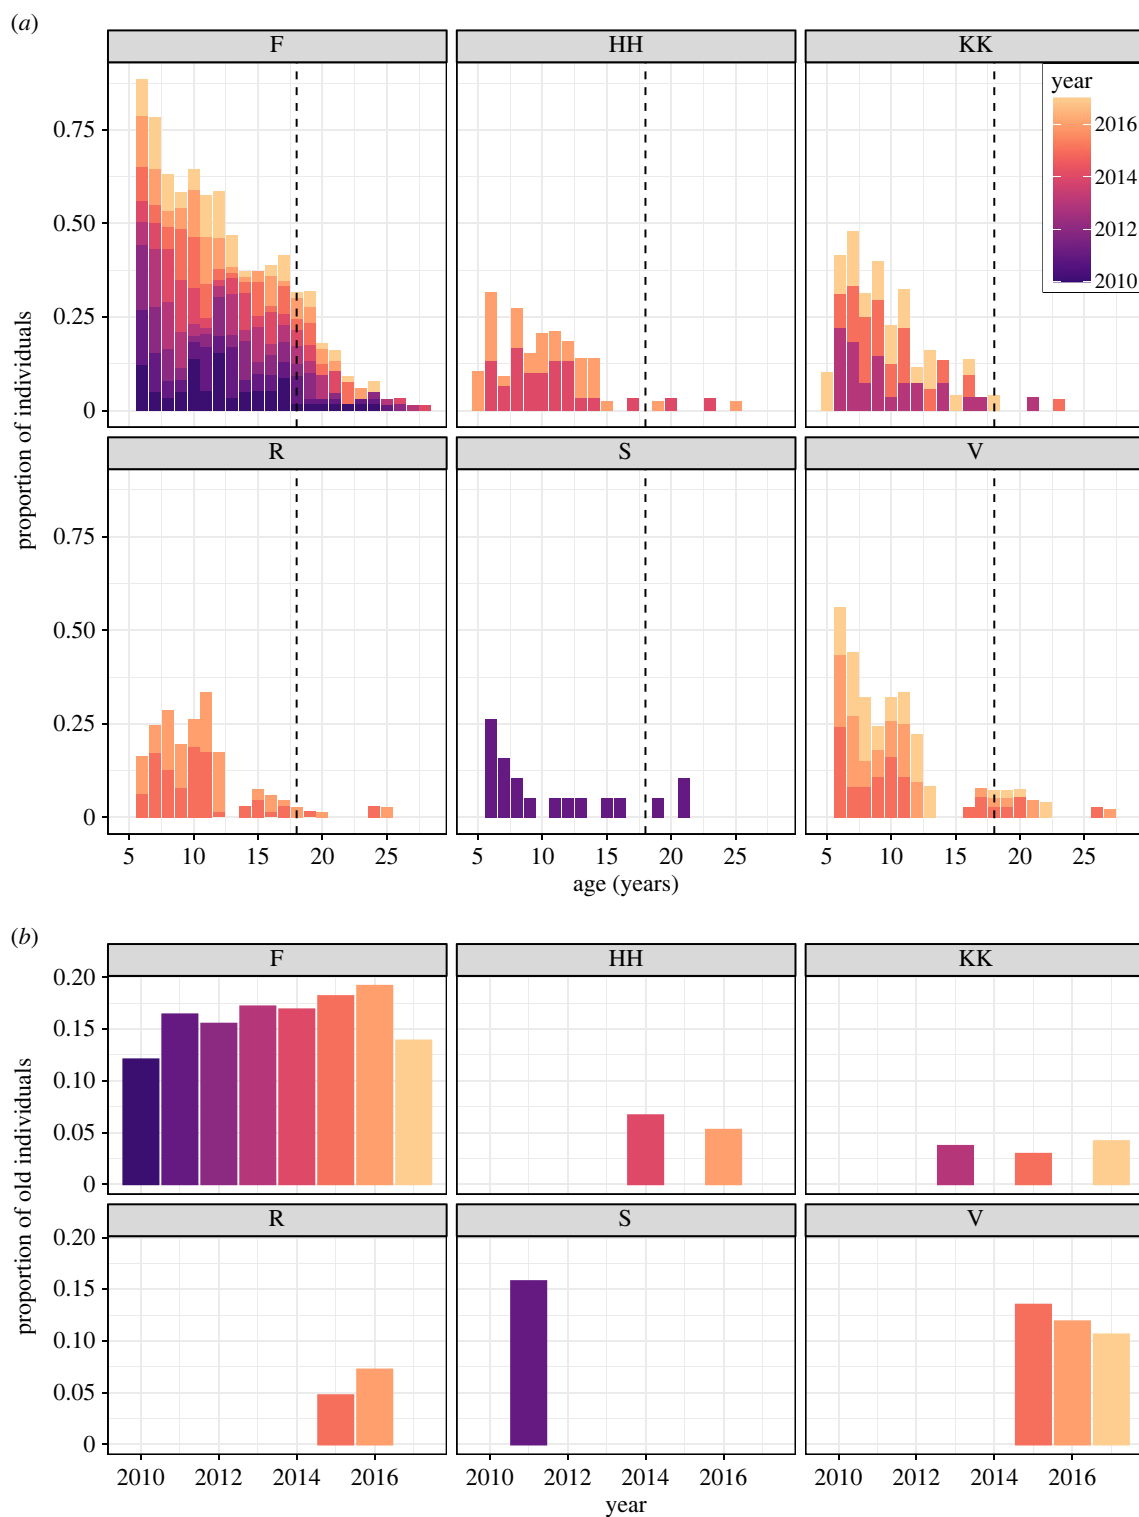 (a)
F HH KK
year
2016
2014
2012
2010
0.75
0.50
0.25
0
proportion of individuals
R S V
0.75
0.50
0.25
0
5 10 15 20 25 5 10 15 20 25 5 10 15 20 25
age (years)
(b)
F HH KK
0.20
0.15
0.10
0.05
0
proportion of old individuals
R S V
0.20
0.15
0.10
0.05
0
2010 2012 2014 2016 2010 2012 2014 2016 2010 2012 2014 2016
year